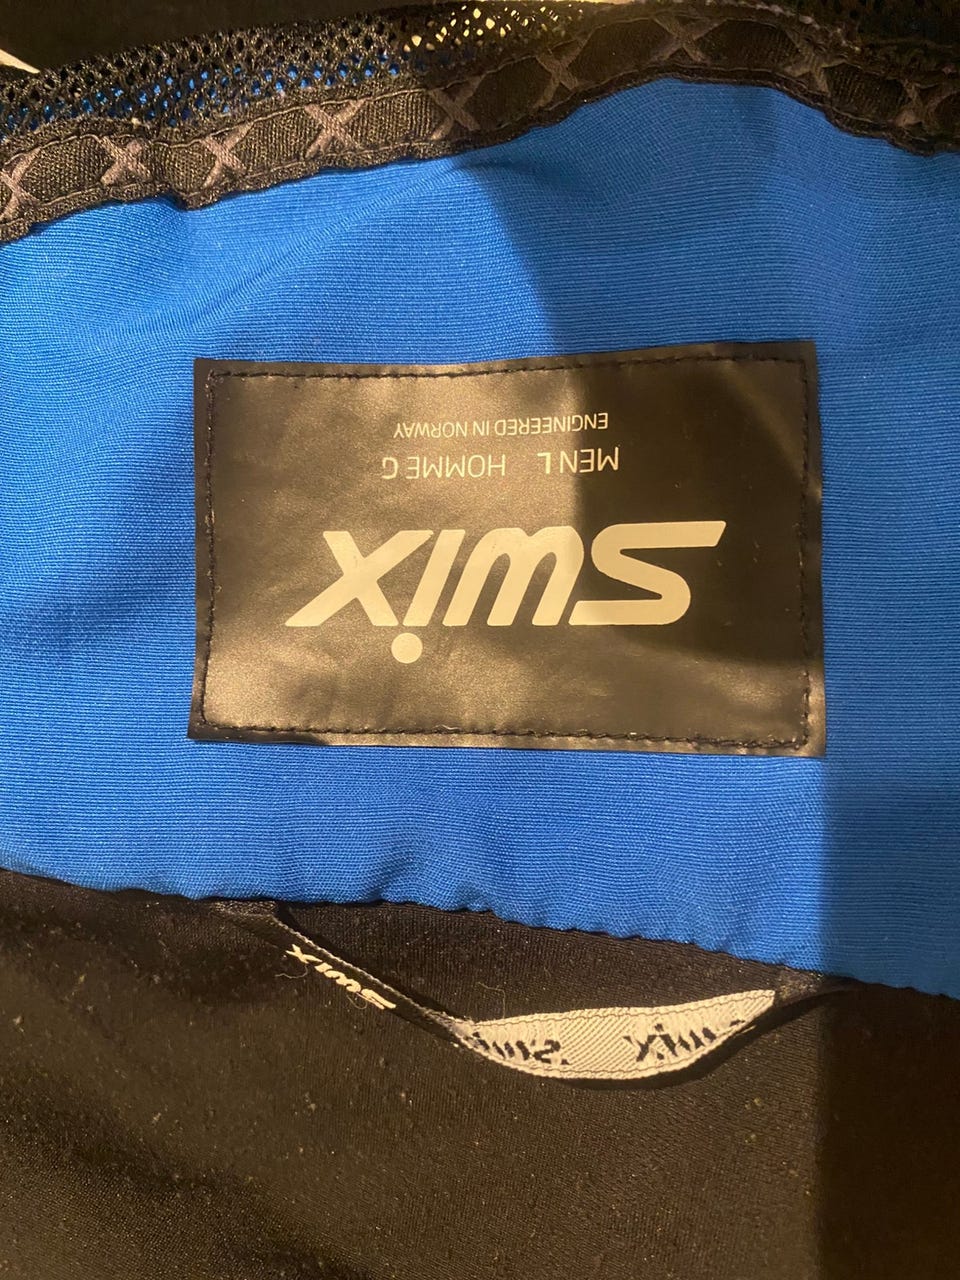 swix
MEN L HOMME G
ENGINEERED IN NORWAY
Swix
Swix Swix